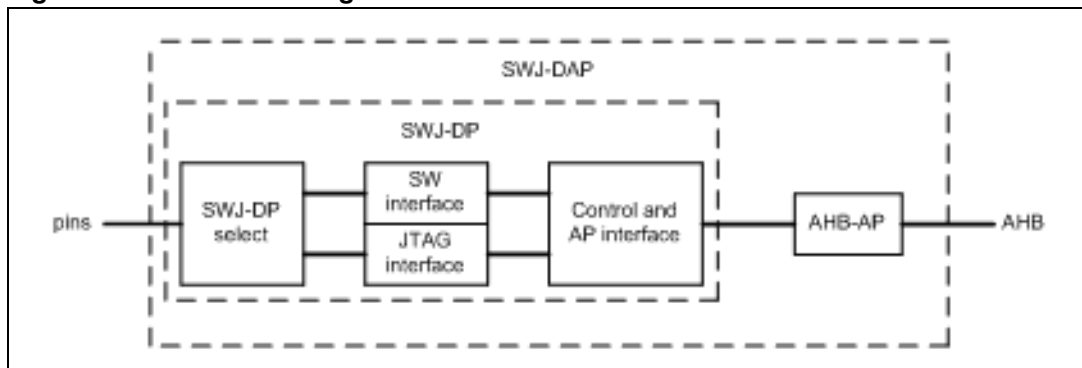 SWJ-DAP
SWJ-DP
pins
SWJ-DP
select
SW
interface
JTAG
interface
Control and
AP interface
AHB-AP
AHB